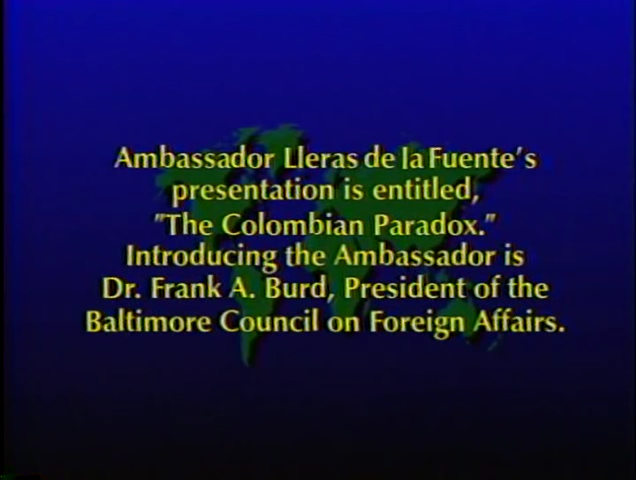 Ambassador Lleras de la Fuente's
presentation is entitled,
"The Colombian Paradox."
Introducing the Ambassador is
Dr. Frank A. Burd, President of the
Baltimore Council on Foreign Affairs.